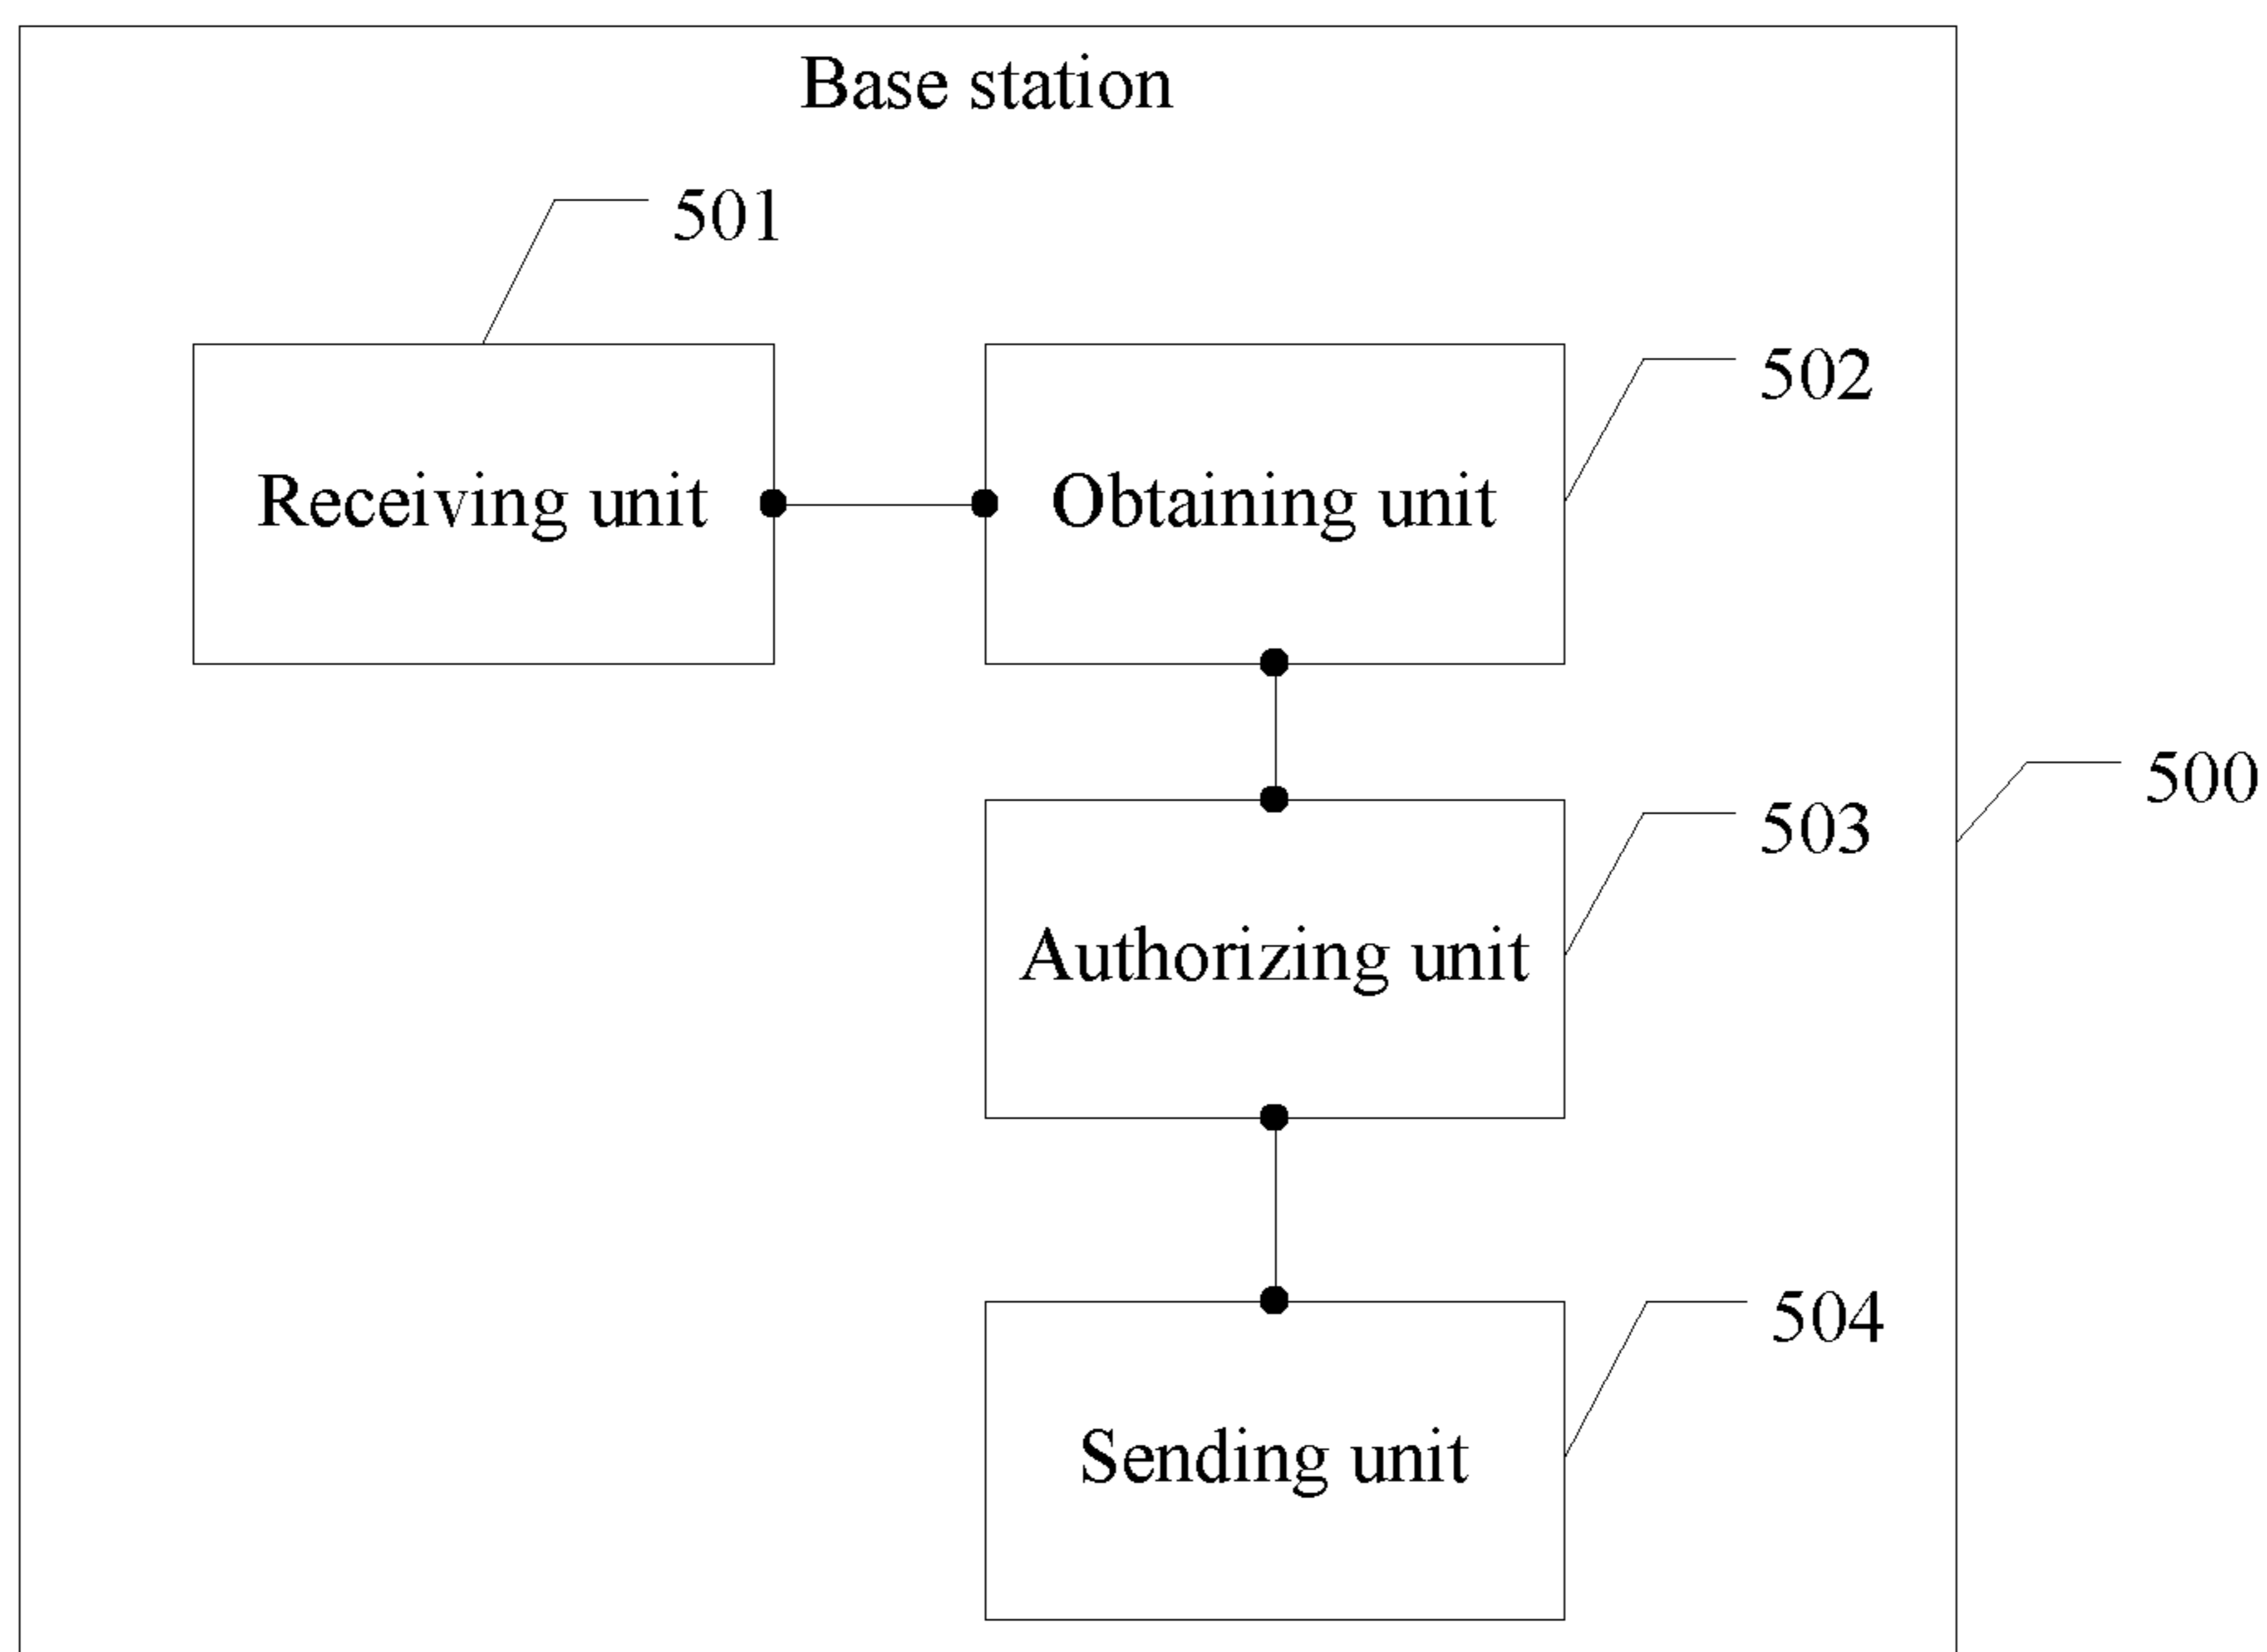 Base station
501
502
Receiving unit
Obtaining unit
500
503
Authorizing unit
504
Sending unit